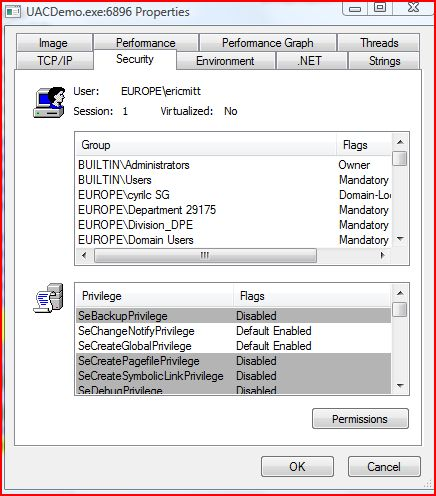 UACDemo.exe:6896 Properties
Image Performance Performance Graph Threads
TCP/IP Security Environment .NET Strings
User: EUROPE\ericmitt
Session: 1 Virtualized: No
Group Flags
BUILTIN\Administrators Owner
BUILTIN\Users Mandatory
EUROPE\cyrilc SG Domain-Loc
EUROPE\Department 29175 Mandatory
EUROPE\Division_DPE Mandatory
EUROPE\Domain Users Mandatory
Privilege Flags
SeBackupPrivilege Disabled
SeChangeNotifyPrivilege Default Enabled
SeCreateGlobalPrivilege Default Enabled
SeCreatePagefilePrivilege Disabled
SeCreateSymbolicLinkPrivilege Disabled
SeDebugPrivilege Disabled
Permissions
OK Cancel